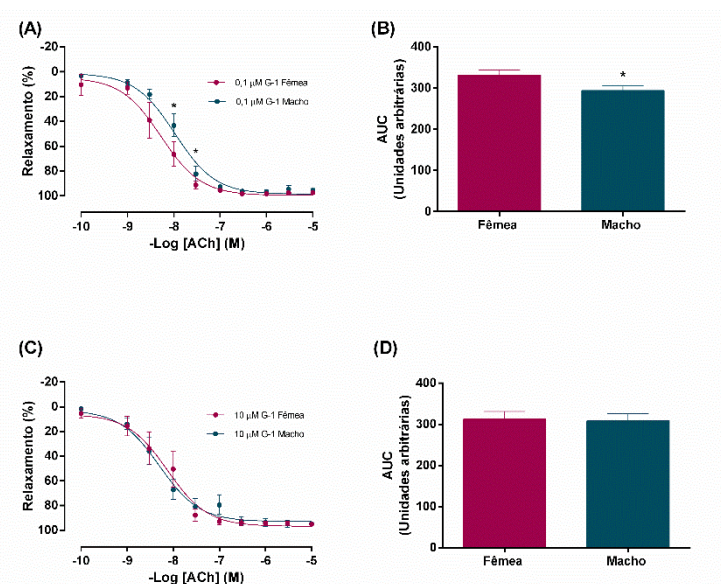 (A)
-20
0
20
40
60
80
100
Relaxamento (%)
0,1 µM G-1 Fêmea
0,1 µM G-1 Macho
*
*
-10 -9 -8 -7 -6 -5
-Log [ACh] (M)
(B)
400
300
200
100
0
AUC
(Unidades arbitrárias)
*
Fêmea Macho
(C)
-20
0
20
40
60
80
100
Relaxamento (%)
10 µM G-1 Fêmea
10 µM G-1 Macho
-10 -9 -8 -7 -6 -5
-Log [ACh] (M)
(D)
400
300
200
100
0
AUC
(Unidades arbitrárias)
Fêmea Macho